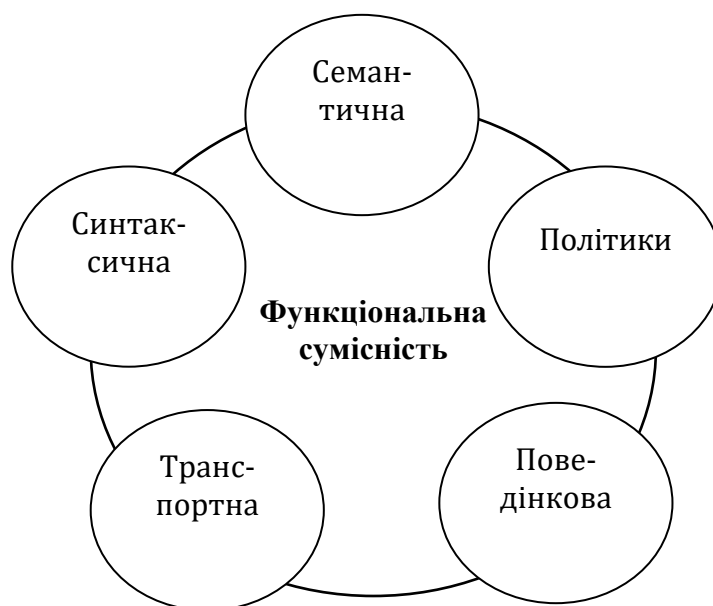 Семан-
тична
Синтак-
сична
Політики
Функціональна
сумісність
Транс-
портна
Пове-
дінкова